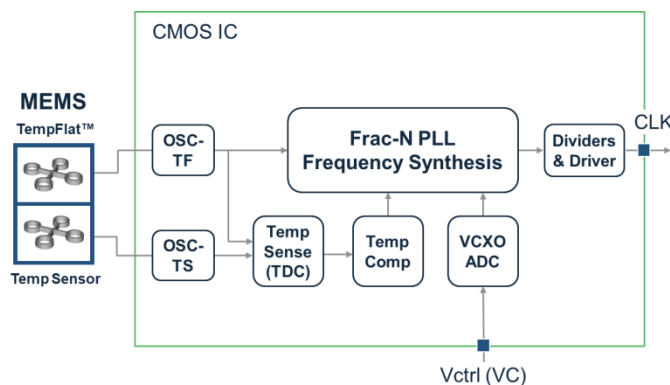 CMOS IC
MEMS
TempFlat™
Temp Sensor
OSC-
TF
OSC-
TS
Frac-N PLL
Frequency Synthesis
Temp
Sense
(TDC)
Temp
Comp
VCXO
ADC
Dividers
& Driver
CLK
Vctrl (VC)